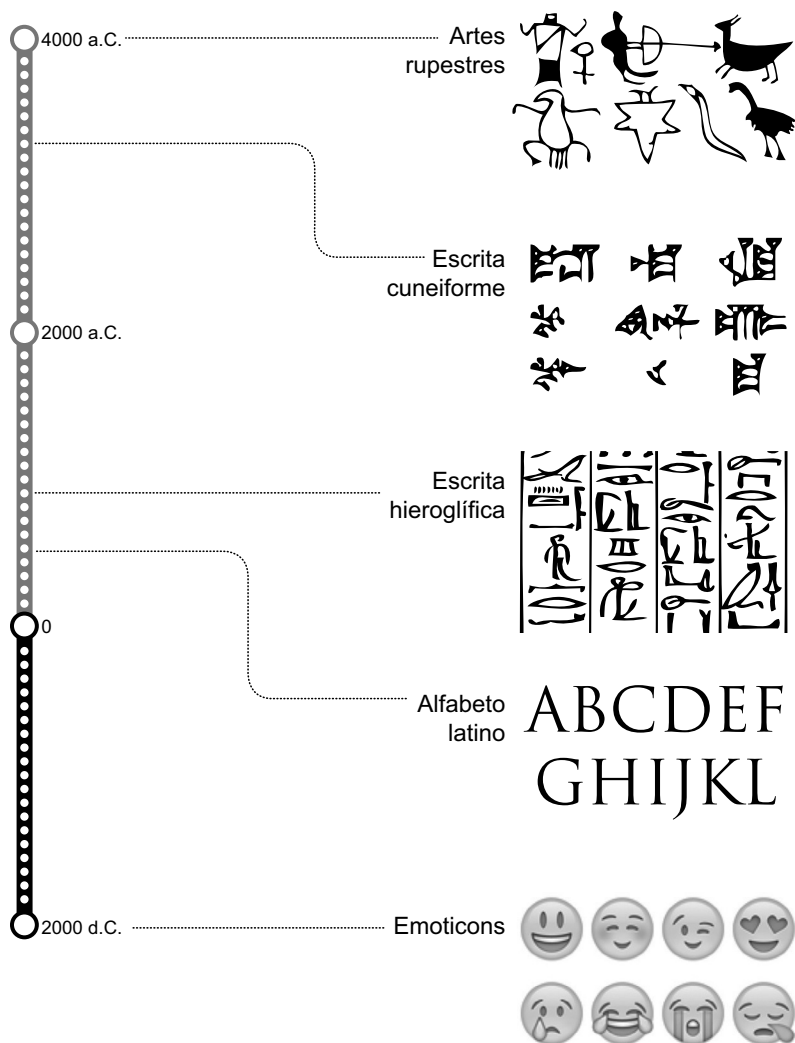 4000 a.C.
Artes
rupestres
Escrita
cuneiforme
2000 a.C.
Escrita
hieroglífica
0
Alfabeto
latino
ABCDEF
GHIJKL
2000 d.C.
Emoticons